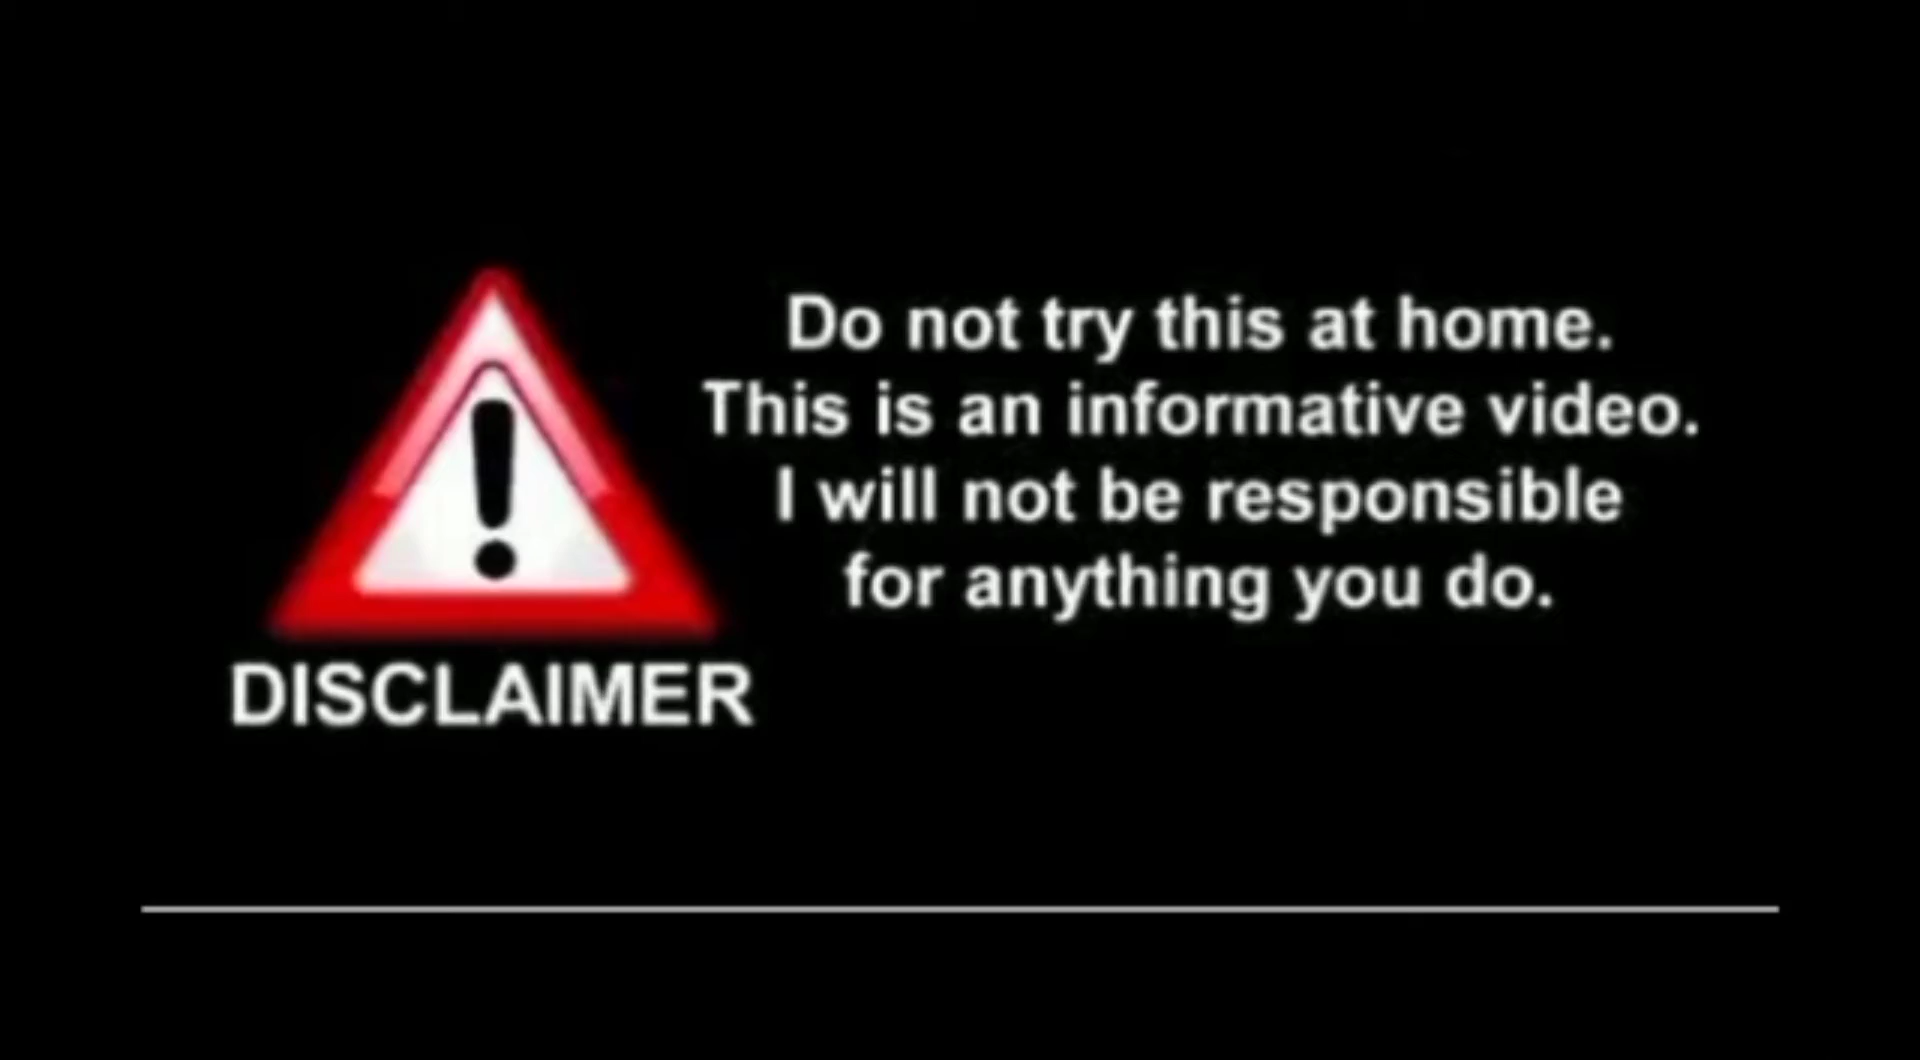 Do not try this at home.
This is an informative video.
I will not be responsible
for anything you do.
DISCLAIMER